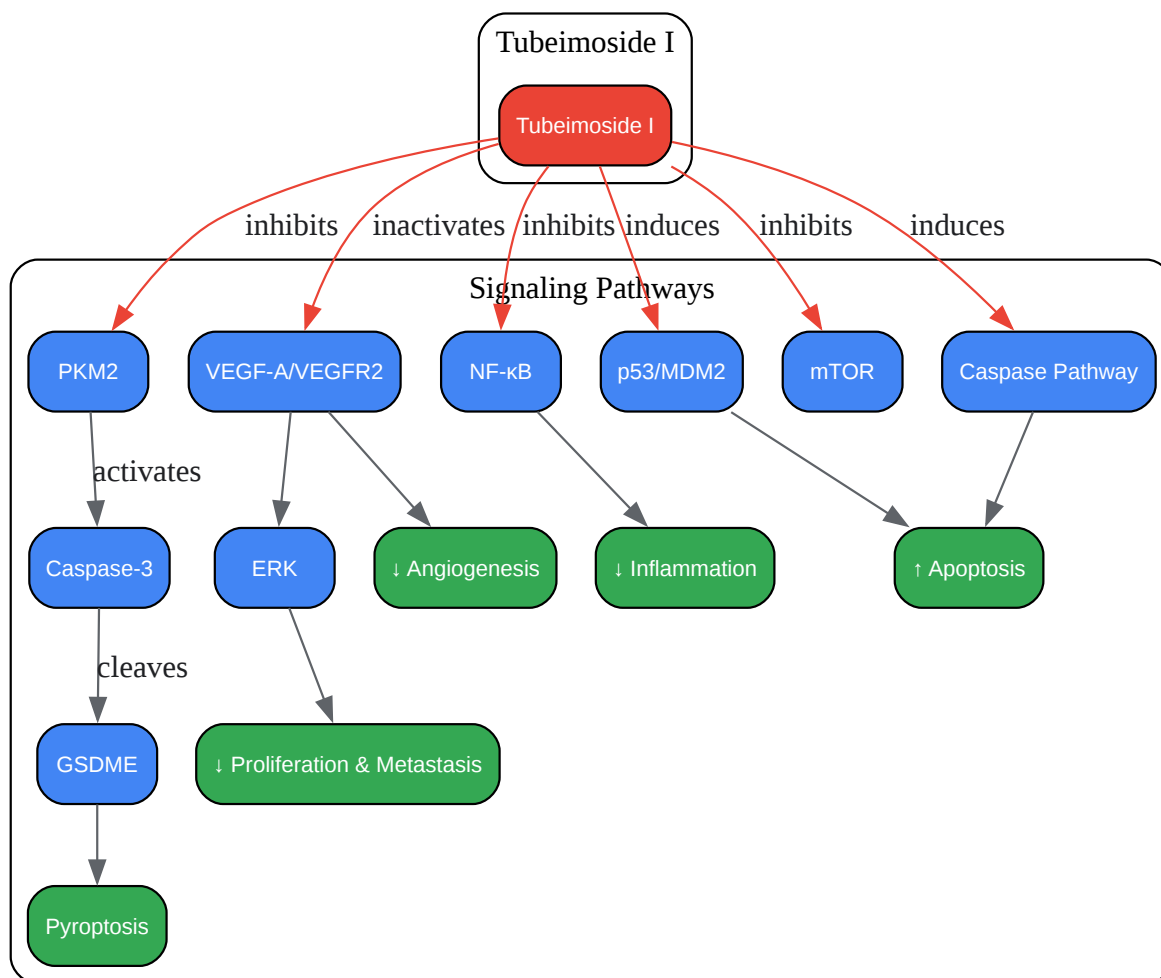 Tubeimoside I
Tubeimoside I
inhibits
inactivates
inhibits
induces
inhibits
induces
Signaling Pathways
PKM2
VEGF-A/VEGFR2
NF-κB
p53/MDM2
mTOR
Caspase Pathway
activates
Caspase-3
ERK
↓ Angiogenesis
↓ Inflammation
↑ Apoptosis
cleaves
GSDME
↓ Proliferation & Metastasis
Pyroptosis